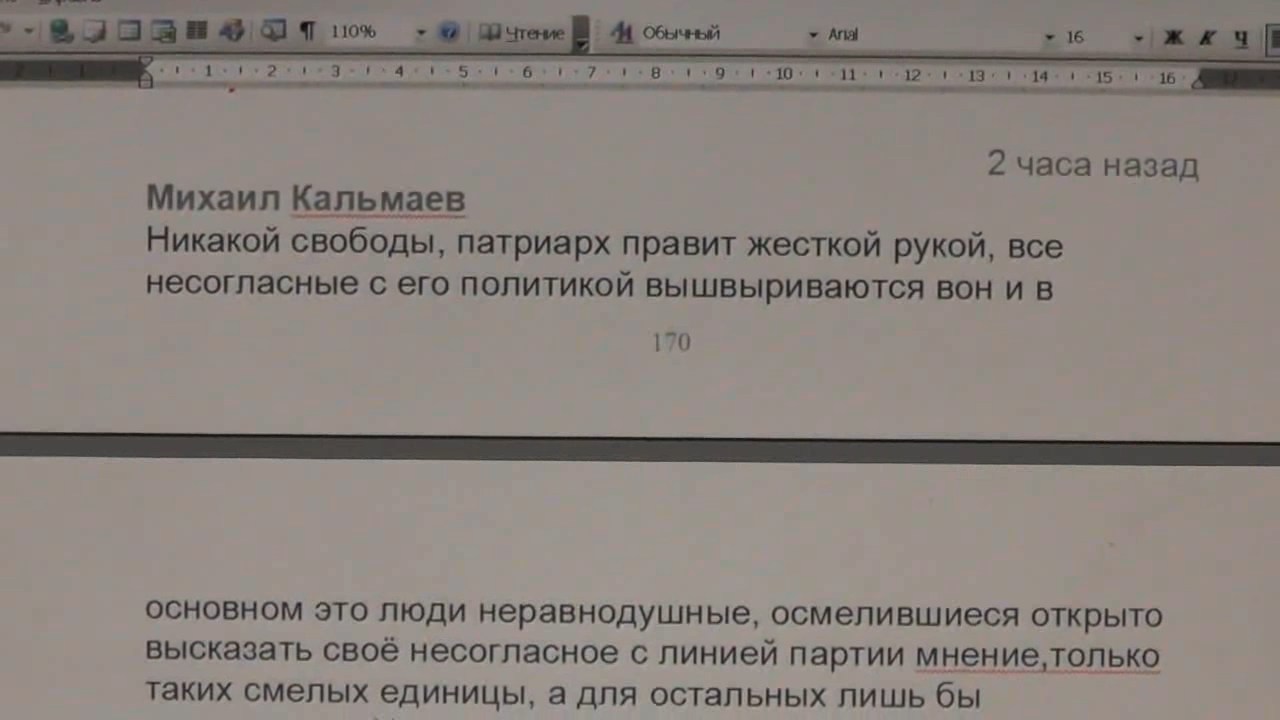 110%
Чтение
Обычный
Arial
16
Ж К Ч
2 1 2 3 4 5 6 7 8 9 10 11 12 13 14 15 16 17
2 часа назад
Михаил Кальмаев
Никакой свободы, патриарх правит жесткой рукой, все
несогласные с его политикой вышвыриваются вон и в
170
основном это люди неравнодушные, осмелившиеся открыто
высказать своё несогласное с линией партии мнение,только
таких смелых единицы, а для остальных лишь бы